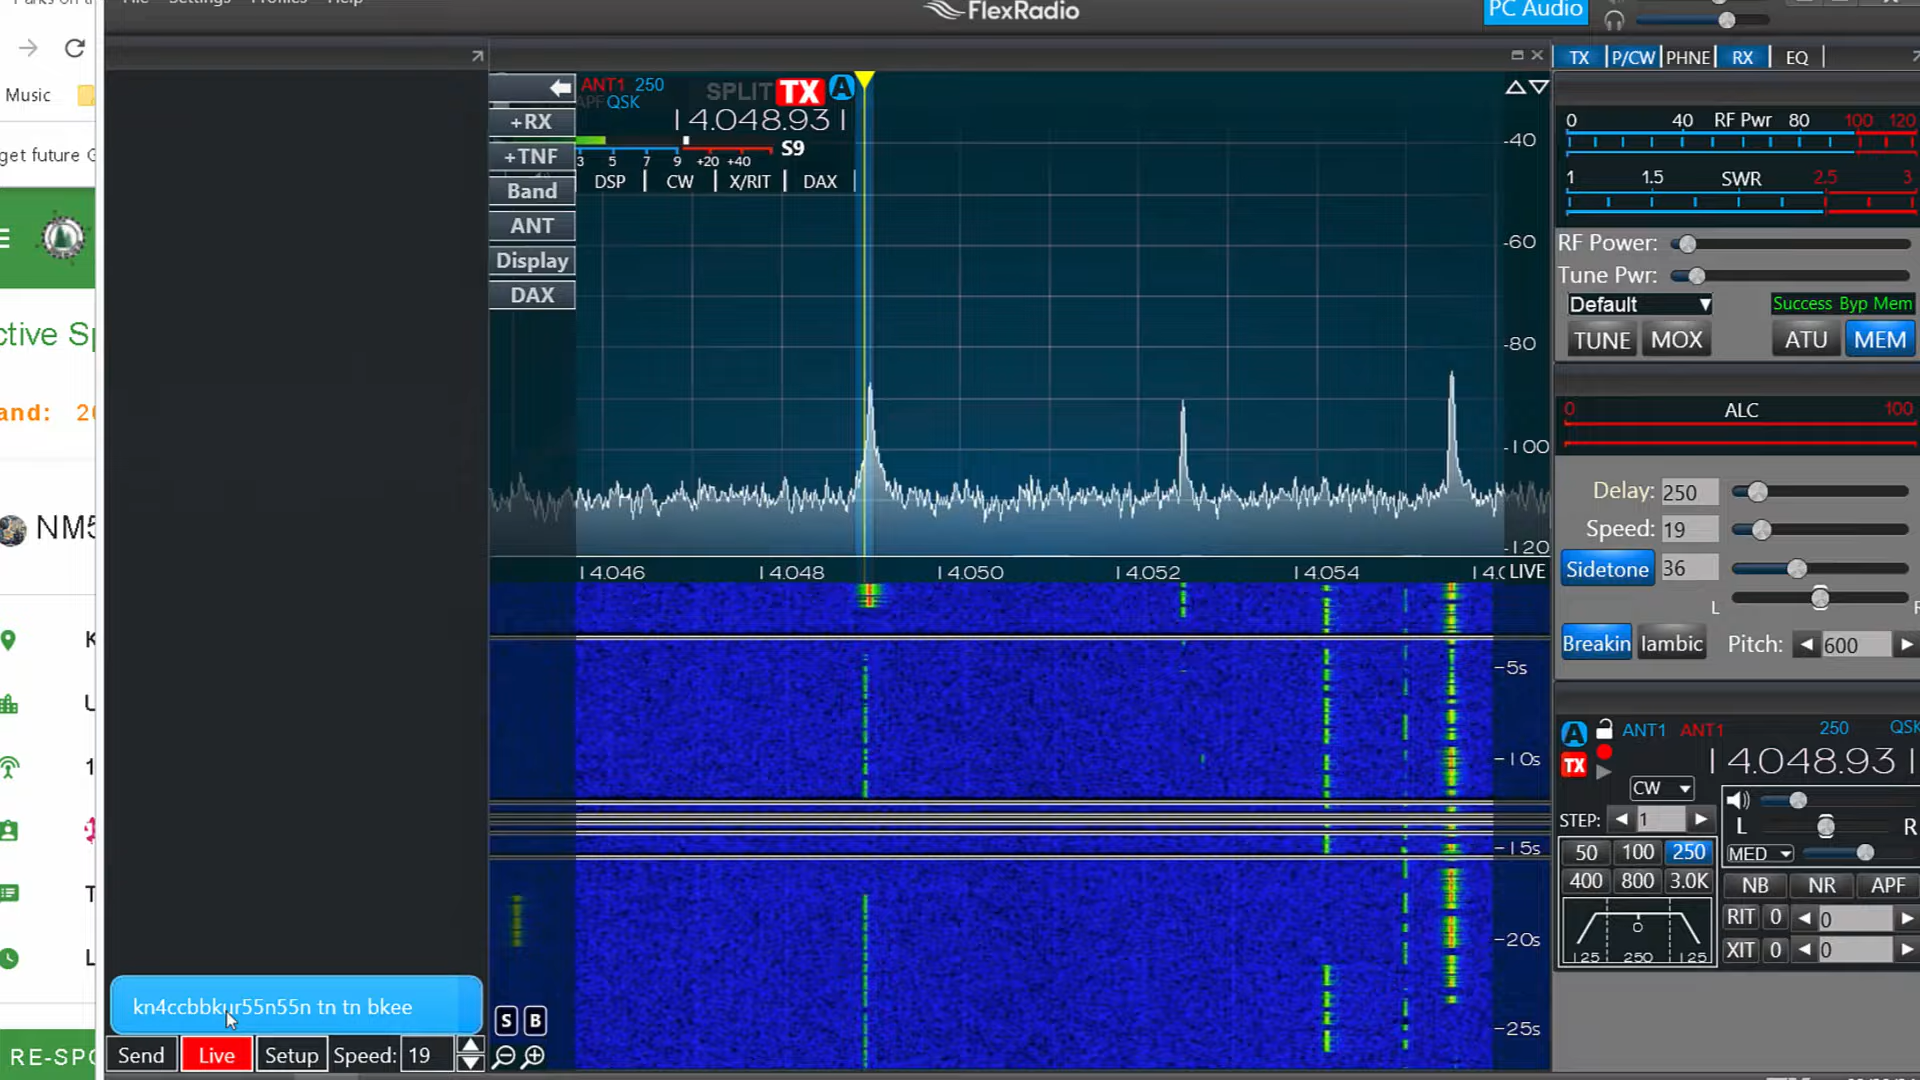 FlexRadio
PC Audio
Music
get future
ctive Sp
and: 2
NM5
RE-SPO
+RX
+TNF
Band
ANT
Display
DAX
ANT1 250
APF QSK
SPLIT TX A
14.048.93
3 5 7 9 +20 +40 S9
DSP CW X/RIT DAX
-40
-60
-80
-100
-120
14.046 14.048 14.050 14.052 14.054 LIVE
-5s
-10s
-15s
-20s
-25s
S B
kn4ccbbkur55n55n tn tn bkee
Send Live Setup Speed: 19
TX P/CW PHNE RX EQ
0 40 RF Pwr 80 100 120
1 1.5 SWR 2.5 3
RF Power:
Tune Pwr:
Default Success Byp Mem
TUNE MOX ATU MEM
0 ALC 100
Delay: 250
Speed: 19
Sidetone 36
L
Breakin Iambic Pitch: 600
A ANT1 ANT1 250 QSK
TX 14.048.93
CW
STEP: 1
L R
50 100 250 MED
400 800 3.0K NB NR APF
RIT 0 0
XIT 0 0
125 250 125